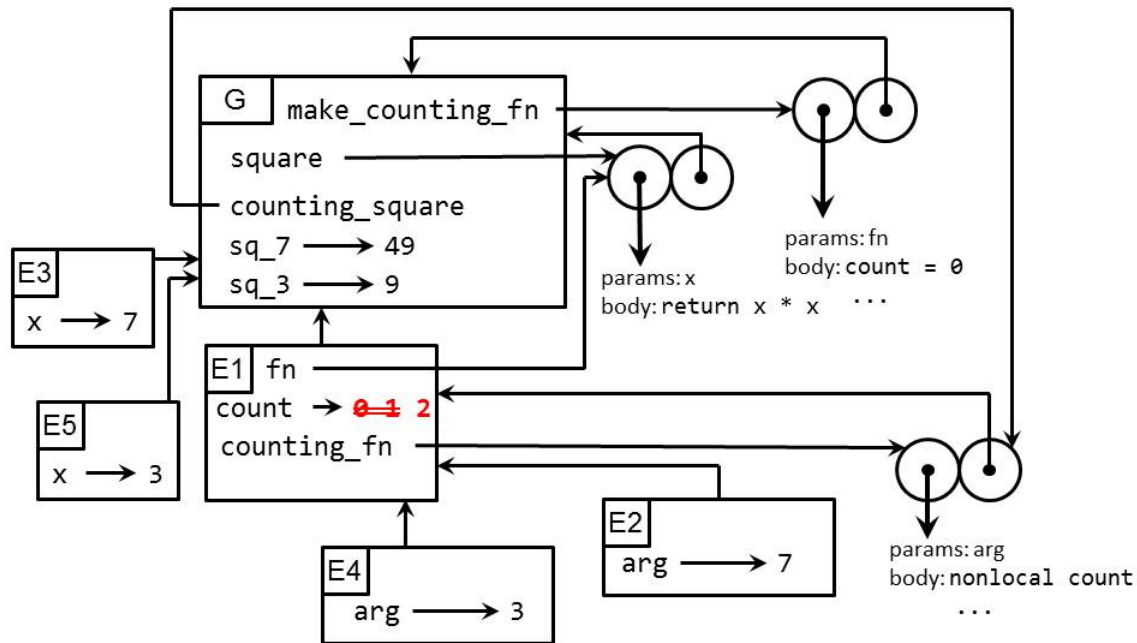 G
make_counting_fn
square
counting_square
sq_7 49
sq_3 9
params: fn
body: count = 0
...
params: x
body: return x * x
E3
x 7
E1 fn
count 0 1 2
counting_fn
E5
x 3
E2
arg 7
E4
arg 3
params: arg
body: nonlocal count
...